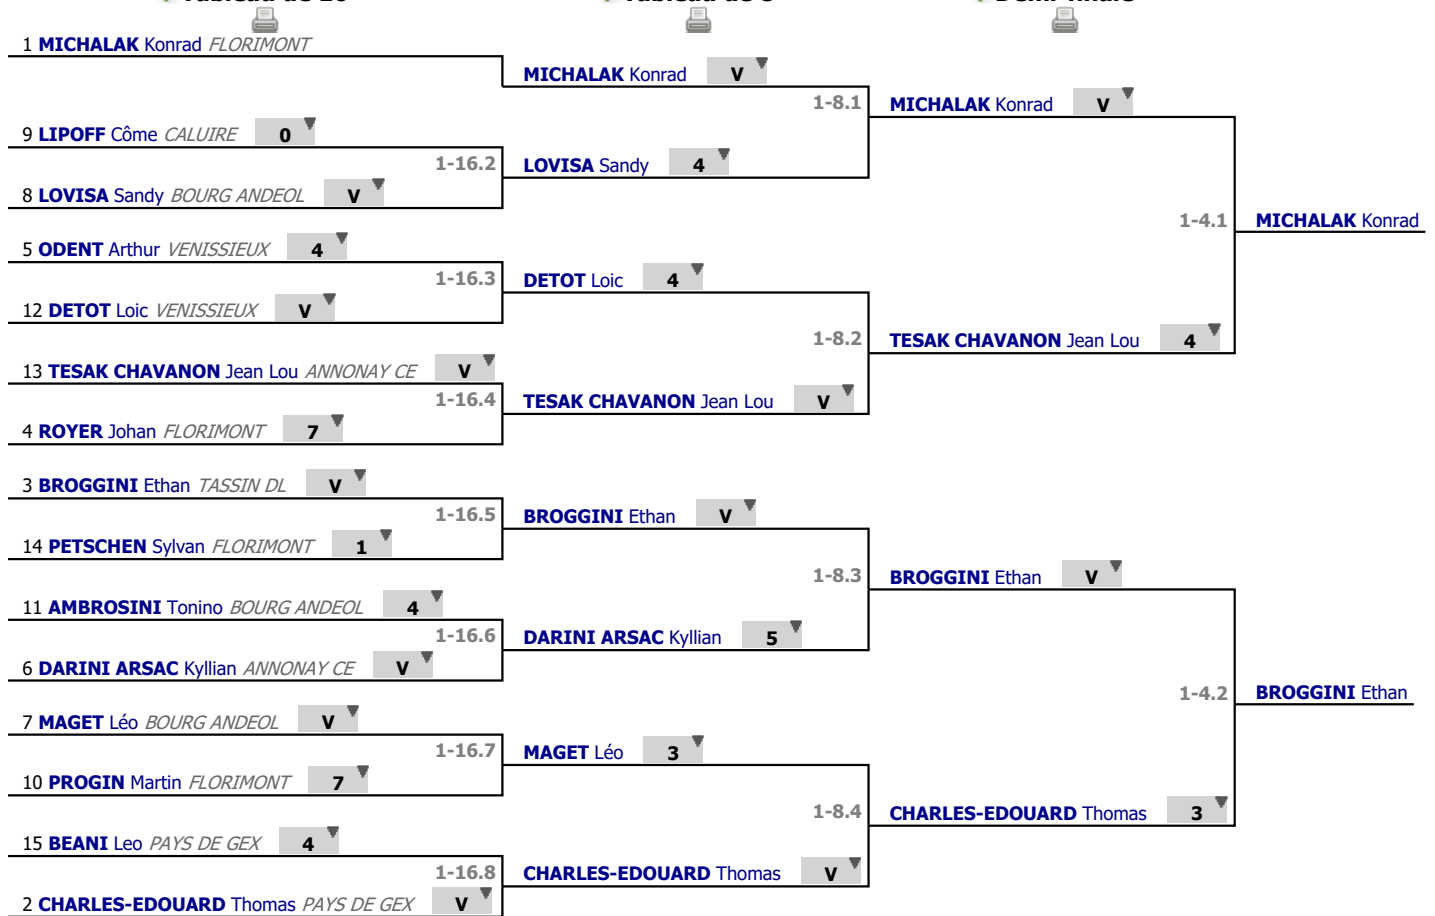 1 MICHALAK Konrad FLORIMONT
MICHALAK Konrad V
1-8.1
MICHALAK Konrad V
9 LIPOFF Côme CALUIRE 0
1-16.2
LOVISA Sandy 4
8 LOVISA Sandy BOURG ANDEOL V
1-4.1
MICHALAK Konrad
5 ODENT Arthur VENISSIEUX 4
1-16.3
DETOT Loic 4
12 DETOT Loic VENISSIEUX V
1-8.2
TESAK CHAVANON Jean Lou 4
13 TESAK CHAVANON Jean Lou ANNONAY CE V
1-16.4
TESAK CHAVANON Jean Lou V
4 ROYER Johan FLORIMONT 7
3 BROGGINI Ethan TASSIN DL V
1-16.5
BROGGINI Ethan V
14 PETSCHEN Sylvan FLORIMONT 1
1-8.3
BROGGINI Ethan V
11 AMBROSINI Tonino BOURG ANDEOL 4
1-16.6
DARINI ARSAC Kyllian 5
6 DARINI ARSAC Kyllian ANNONAY CE V
1-4.2
BROGGINI Ethan
7 MAGET Léo BOURG ANDEOL V
1-16.7
MAGET Léo 3
10 PROGIN Martin FLORIMONT 7
1-8.4
CHARLES-EDOUARD Thomas 3
15 BEANI Leo PAYS DE GEX 4
1-16.8
CHARLES-EDOUARD Thomas V
2 CHARLES-EDOUARD Thomas PAYS DE GEX V